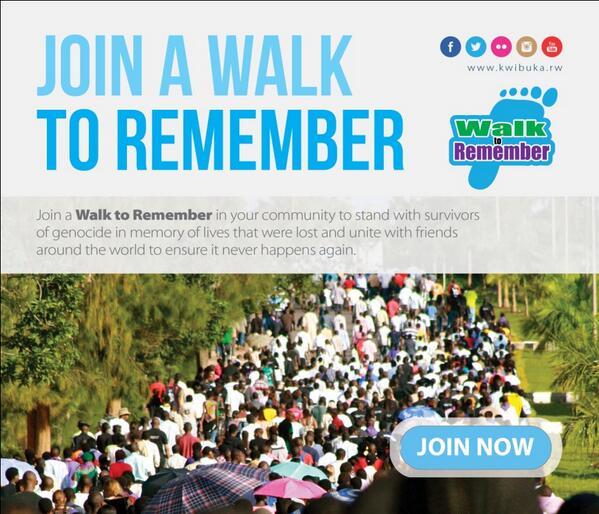 JOIN A WALK
TO REMEMBER
www.kwibuka.rw
Walk
to
Remember
Join a Walk to Remember in your community to stand with survivors
of genocide in memory of lives that were lost and unite with friends
around the world to ensure it never happens again.
JOIN NOW